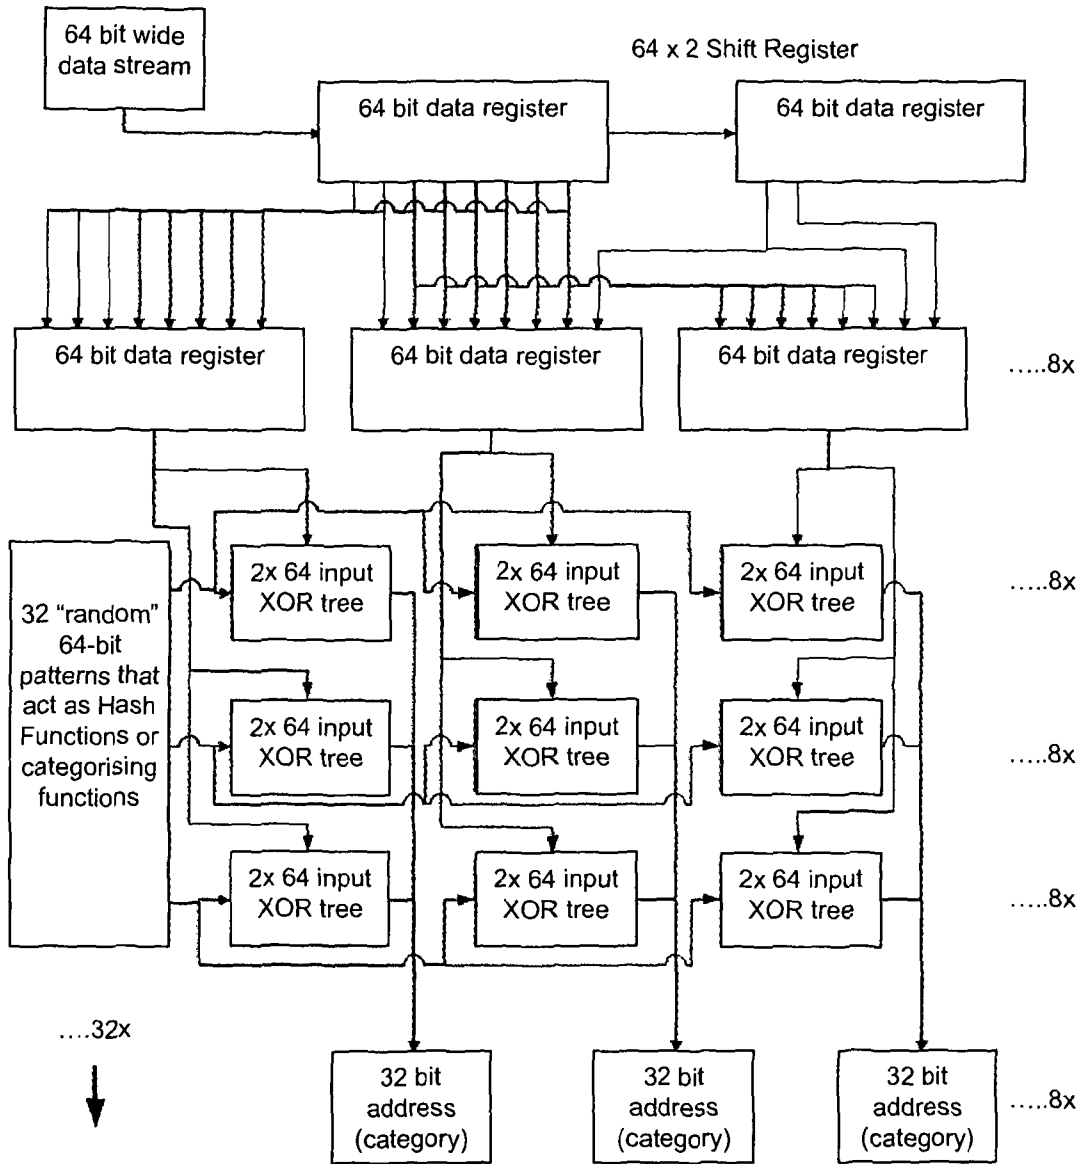 64 bit wide
data stream
64 x 2 Shift Register
64 bit data register
64 bit data register
64 bit data register
64 bit data register
64 bit data register
.....8x
32 "random"
64-bit
patterns that
act as Hash
Functions or
categorising
functions
2x 64 input
XOR tree
2x 64 input
XOR tree
2x 64 input
XOR tree
.....8x
2x 64 input
XOR tree
2x 64 input
XOR tree
2x 64 input
XOR tree
.....8x
2x 64 input
XOR tree
2x 64 input
XOR tree
2x 64 input
XOR tree
.....8x
....32x
32 bit
address
(category)
32 bit
address
(category)
32 bit
address
(category)
.....8x